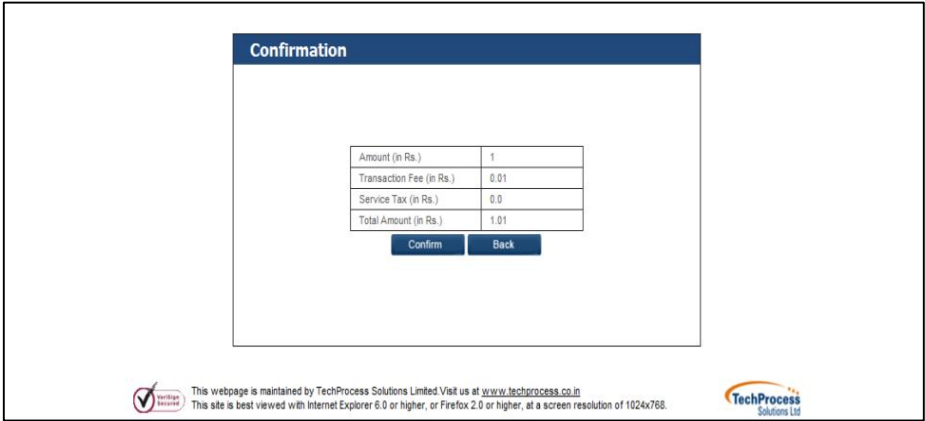 Confirmation
Amount (in Rs.) 1
Transaction Fee (in Rs.) 0.01
Service Tax (in Rs.) 0.0
Total Amount (in Rs.) 1.01
Confirm Back
VeriSign
Secured
This webpage is maintained by TechProcess Solutions Limited.Visit us at www.techprocess.co.in
This site is best viewed with Internet Explorer 6.0 or higher, or Firefox 2.0 or higher, at a screen resolution of 1024x768.
TechProcess
Solutions Ltd